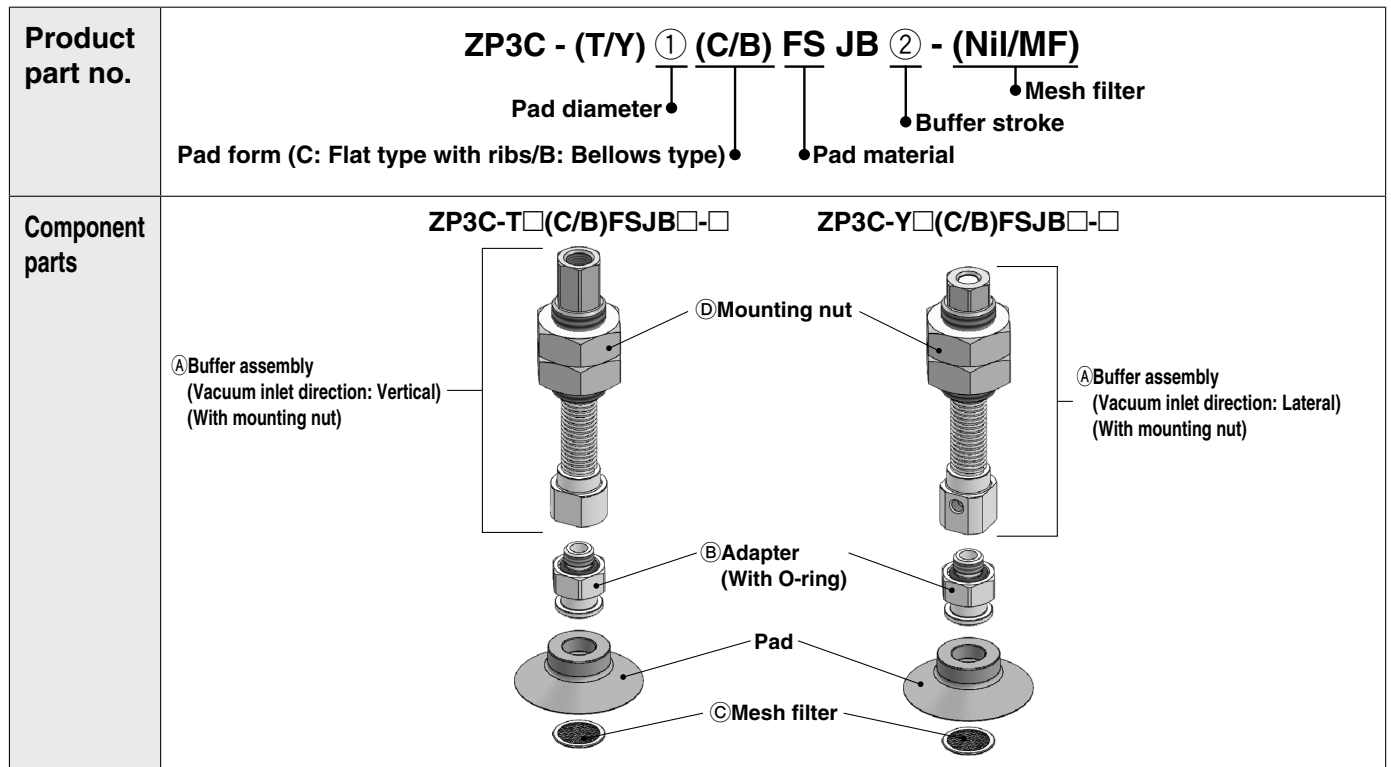 Product
part no.
ZP3C - (T/Y) ① (C/B) FS JB ② - (Nil/MF)
Mesh filter
Pad diameter
Buffer stroke
Pad form (C: Flat type with ribs/B: Bellows type)
Pad material
Component
parts
ZP3C-T□(C/B)FSJB□-□
ZP3C-Y□(C/B)FSJB□-□
ⒹMounting nut
ⒶBuffer assembly
(Vacuum inlet direction: Vertical)
(With mounting nut)
ⒶBuffer assembly
(Vacuum inlet direction: Lateral)
(With mounting nut)
ⒷAdapter
(With O-ring)
Pad
ⒸMesh filter